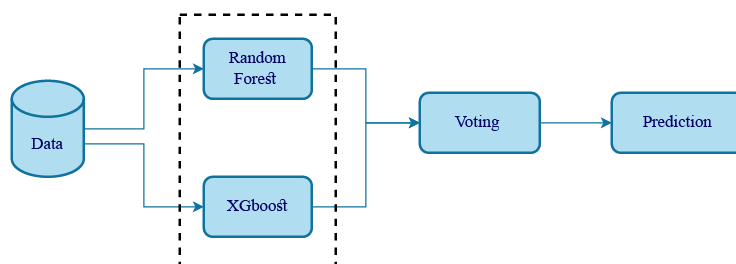 Random
Forest
Data
Voting
Prediction
XGboost